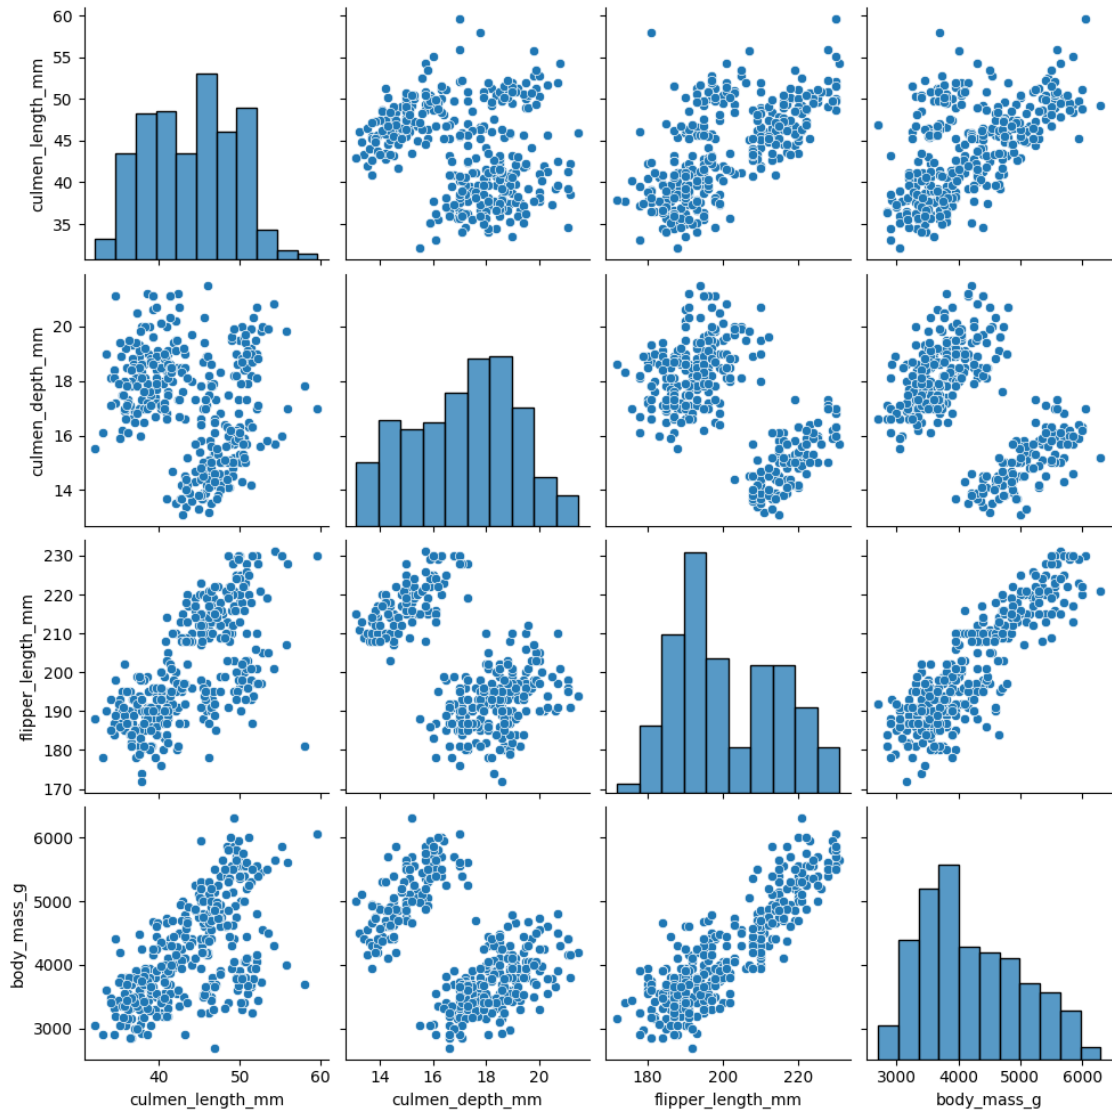 60
55
50
45
40
35
culmen_length_mm
20
18
16
14
culmen_depth_mm
230
220
210
200
190
180
170
flipper_length_mm
6000
5000
4000
3000
body_mass_g
40 50 60
culmen_length_mm
14 16 18 20
culmen_depth_mm
180 200 220
flipper_length_mm
3000 4000 5000 6000
body_mass_g